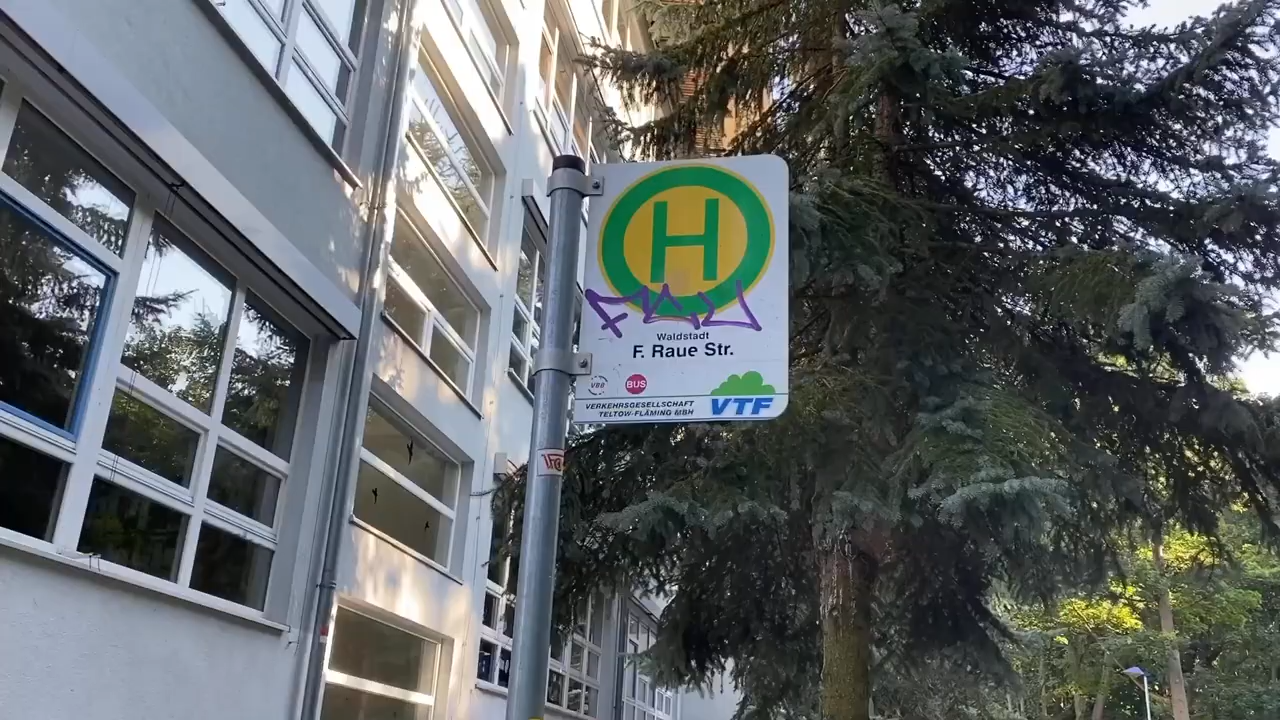 H
Waldstadt
F. Raue Str.
VBB
BUS
VERKEHRSGESELLSCHAFT
TELTOW-FLÄMING MBH
VTF